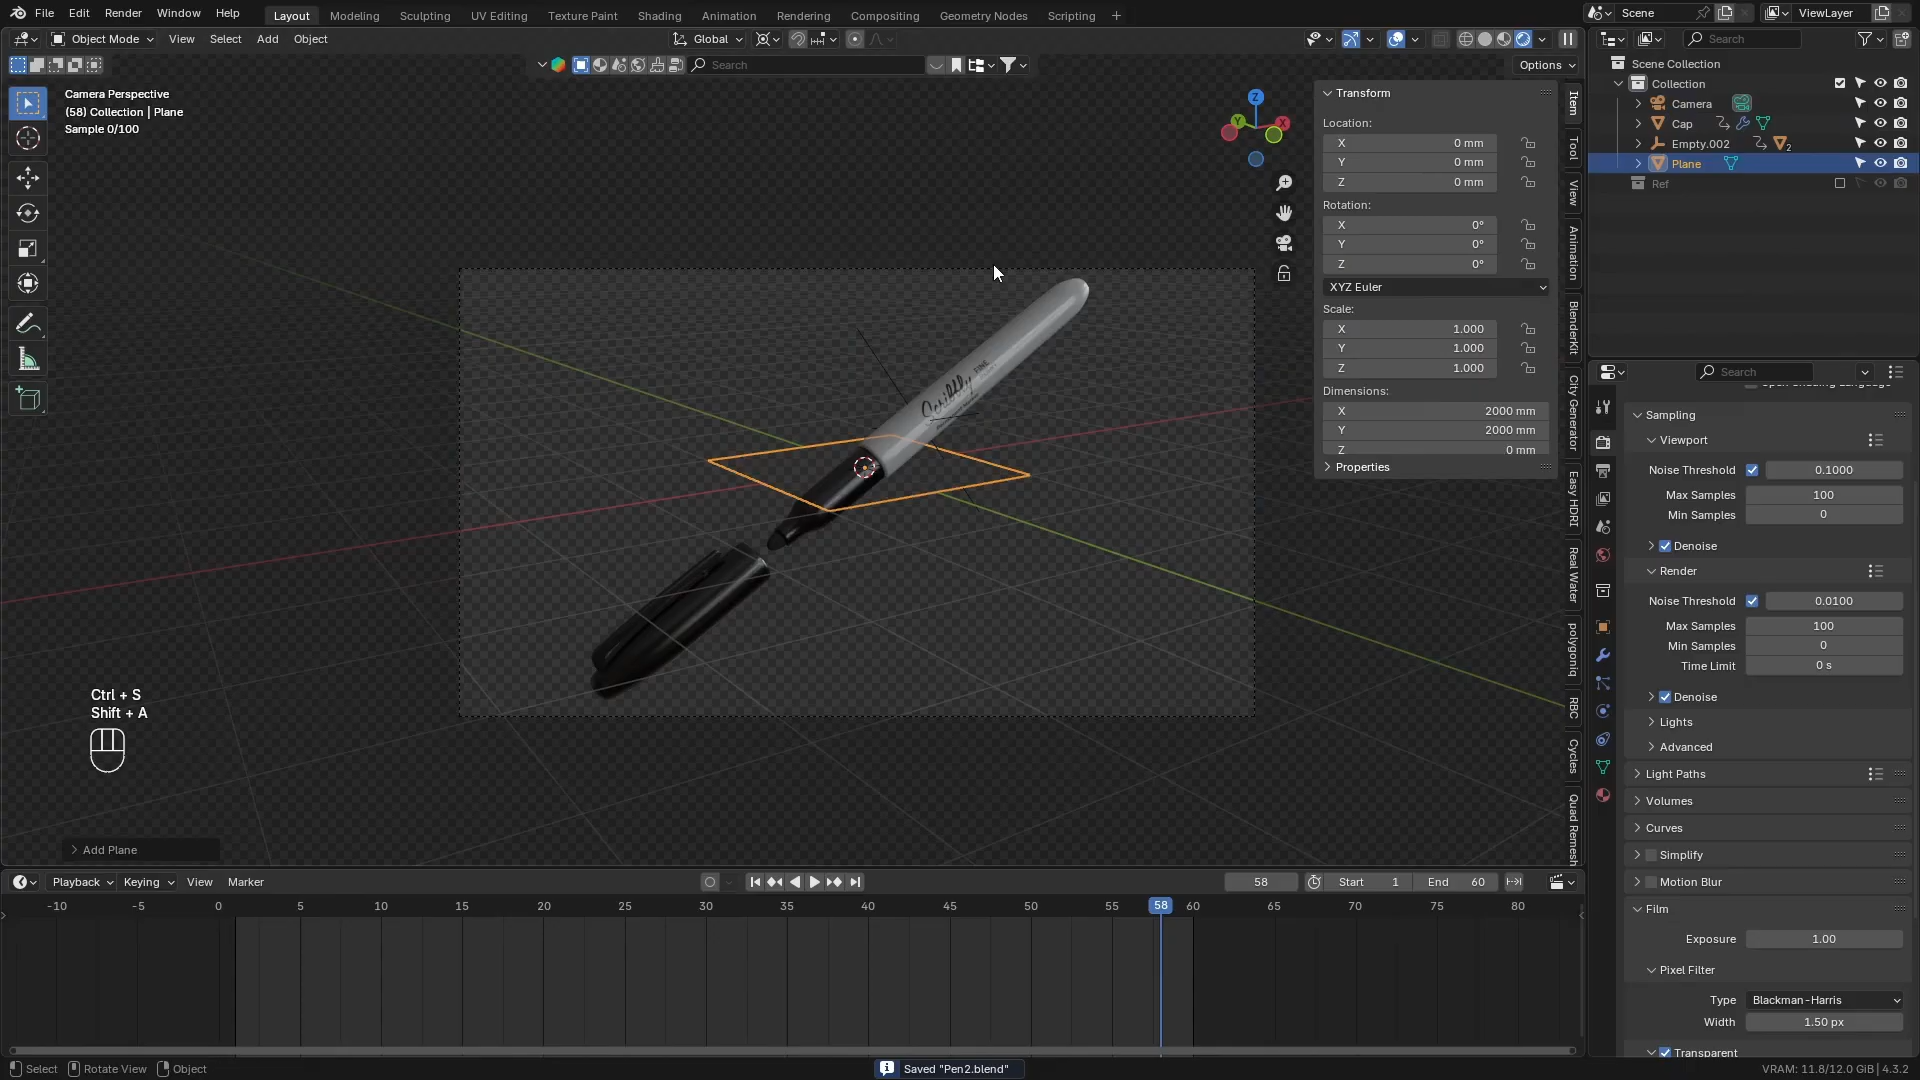 File Edit Render Window Help
Layout Modeling Sculpting UV Editing Texture Paint Shading Animation Rendering Compositing Geometry Nodes Scripting
Scene
ViewLayer
Object Mode View Select Add Object
Global
Search
Options
Camera Perspective
(58) Collection | Plane
Sample 0/100
Z
Y
X
Transform
Location:
X 0 mm
Y 0 mm
Z 0 mm
Rotation:
X 0°
Y 0°
Z 0°
XYZ Euler
Scale:
X 1.000
Y 1.000
Z 1.000
Dimensions:
X 2000 mm
Y 2000 mm
Z 0 mm
Properties
Item
Tool
View
Animation
BlenderKit
City Generator
Easy HDRI
Real Water
polygoniq
RBC
Cycles
Quad Remesh
Scribtly
FINE
Ctrl + S
Shift + A
Add Plane
Search
Scene Collection
Collection
Camera
Cap
Empty.002
2
Plane
Ref
Search
Open Shading Language
Sampling
Viewport
Noise Threshold 0.1000
Max Samples 100
Min Samples 0
Denoise
Render
Noise Threshold 0.0100
Max Samples 100
Min Samples 0
Time Limit 0 s
Denoise
Lights
Advanced
Light Paths
Volumes
Curves
Simplify
Motion Blur
Film
Exposure 1.00
Pixel Filter
Type Blackman-Harris
Width 1.50 px
Transparent
Playback Keying View Marker
58 Start 1 End 60
-10 -5 0 5 10 15 20 25 30 35 40 45 50 55 58 60 65 70 75 80
Select Rotate View Object
Saved "Pen2.blend"
VRAM: 11.8/12.0 GiB | 4.3.2